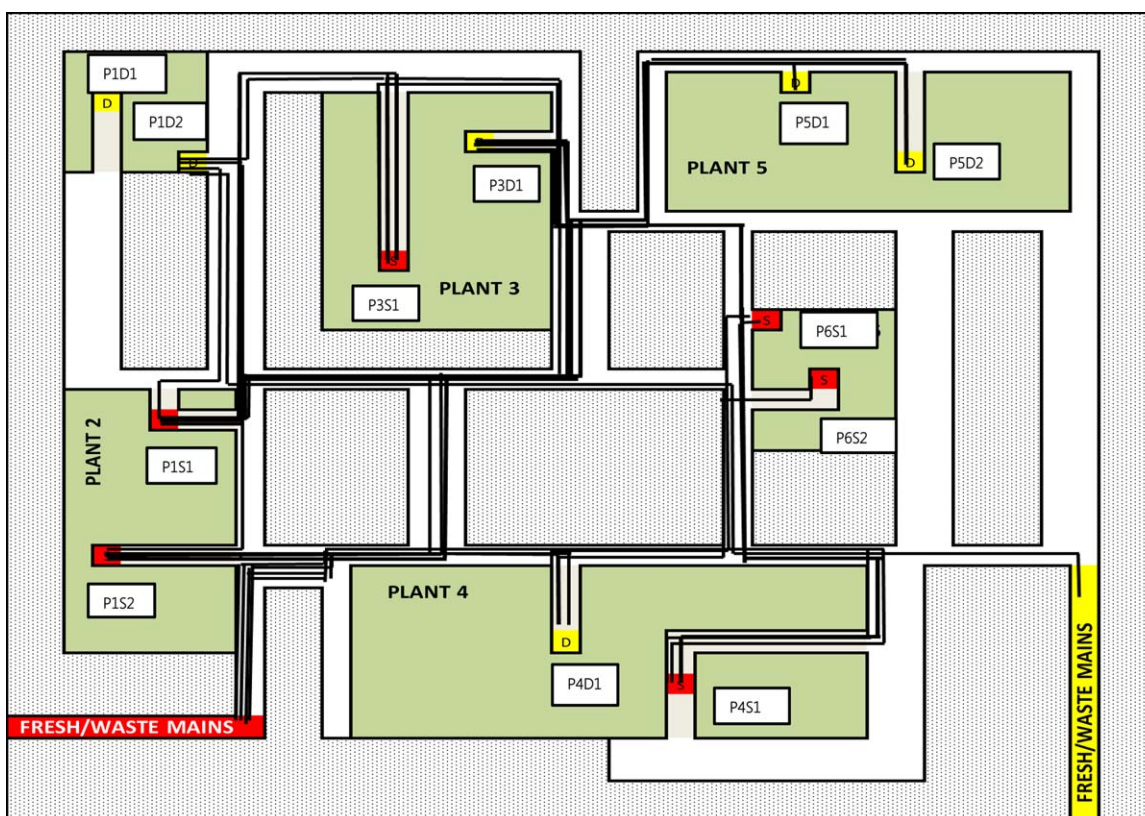 P1D1
D
P1D2
D
D
P5D1
D
P5D2
PLANT 5
P3D1
S
PLANT 3
P3S1
S
P6S1
S
P6S2
PLANT 2
P1S1
P1S2
PLANT 4
D
P4D1
S
P4S1
FRESH/WASTE MAINS
FRESH/WASTE MAINS